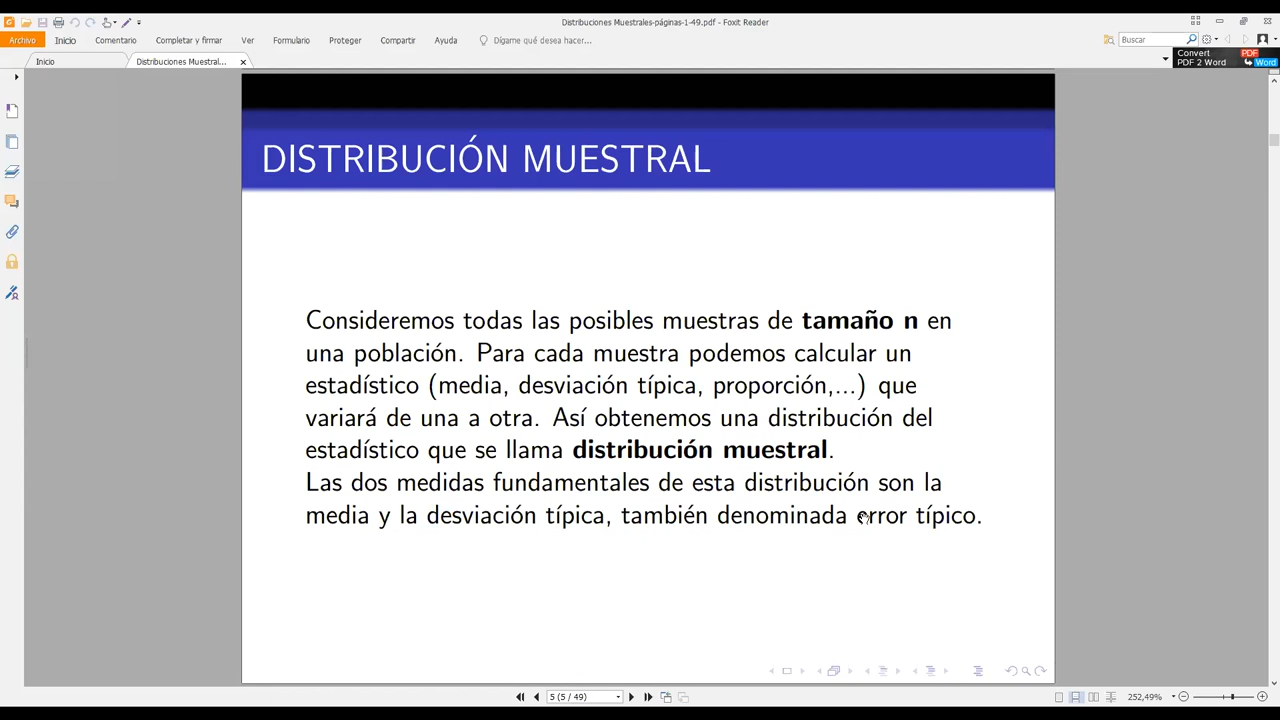 Distribuciones Muestrales-páginas-1-49.pdf - Foxit Reader
Archivo Inicio Comentario Completar y firmar Ver Formulario Proteger Compartir Ayuda Dígame qué desea hacer... Buscar
Inicio Distribuciones Muestral...
Convert PDF
PDF 2 Word Word
DISTRIBUCIÓN MUESTRAL
Consideremos todas las posibles muestras de tamaño n en
una población. Para cada muestra podemos calcular un
estadístico (media, desviación típica, proporción,...) que
variará de una a otra. Así obtenemos una distribución del
estadístico que se llama distribución muestral.
Las dos medidas fundamentales de esta distribución son la
media y la desviación típica, también denominada error típico.
5 (5 / 49) 252,49%